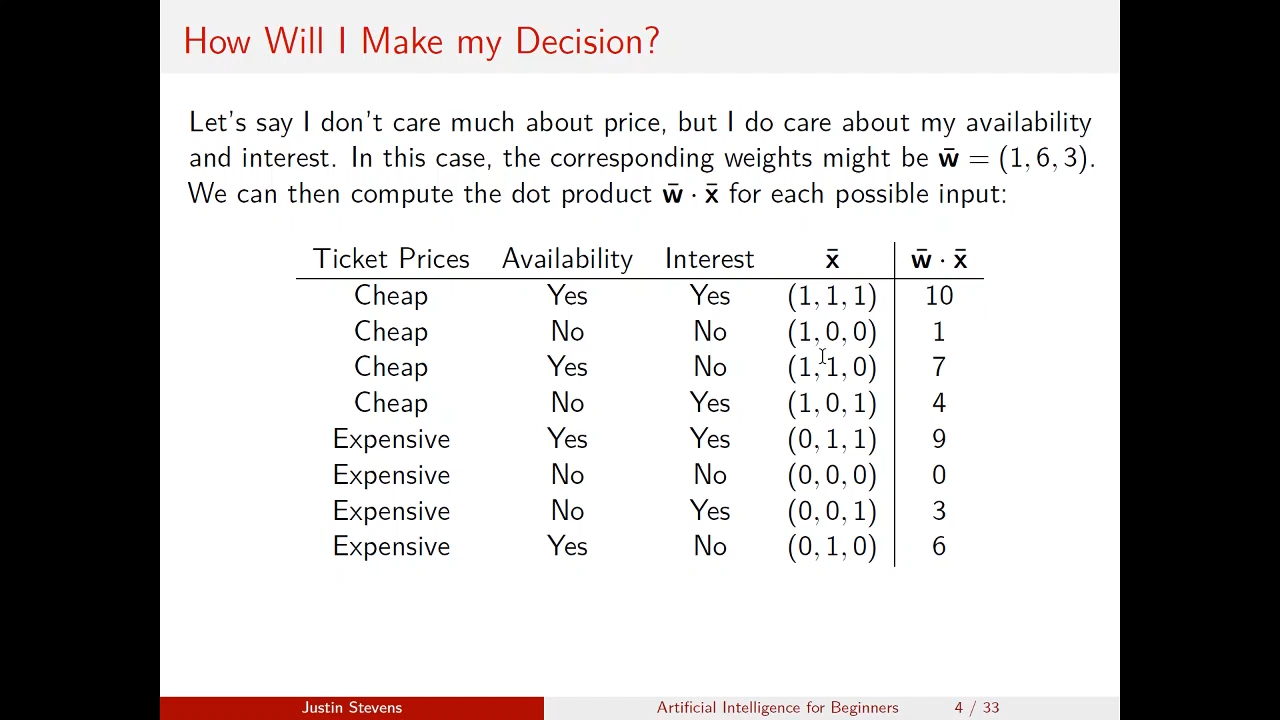 How Will I Make my Decision?
Let's say I don't care much about price, but I do care about my availability
and interest. In this case, the corresponding weights might be w̄ = (1, 6, 3).
We can then compute the dot product w̄ · x̄ for each possible input:
Ticket Prices Availability Interest x̄ w̄ · x̄
Cheap Yes Yes (1, 1, 1) 10
Cheap No No (1, 0, 0) 1
Cheap Yes No (1, 1, 0) 7
Cheap No Yes (1, 0, 1) 4
Expensive Yes Yes (0, 1, 1) 9
Expensive No No (0, 0, 0) 0
Expensive No Yes (0, 0, 1) 3
Expensive Yes No (0, 1, 0) 6
Justin Stevens Artificial Intelligence for Beginners 4 / 33